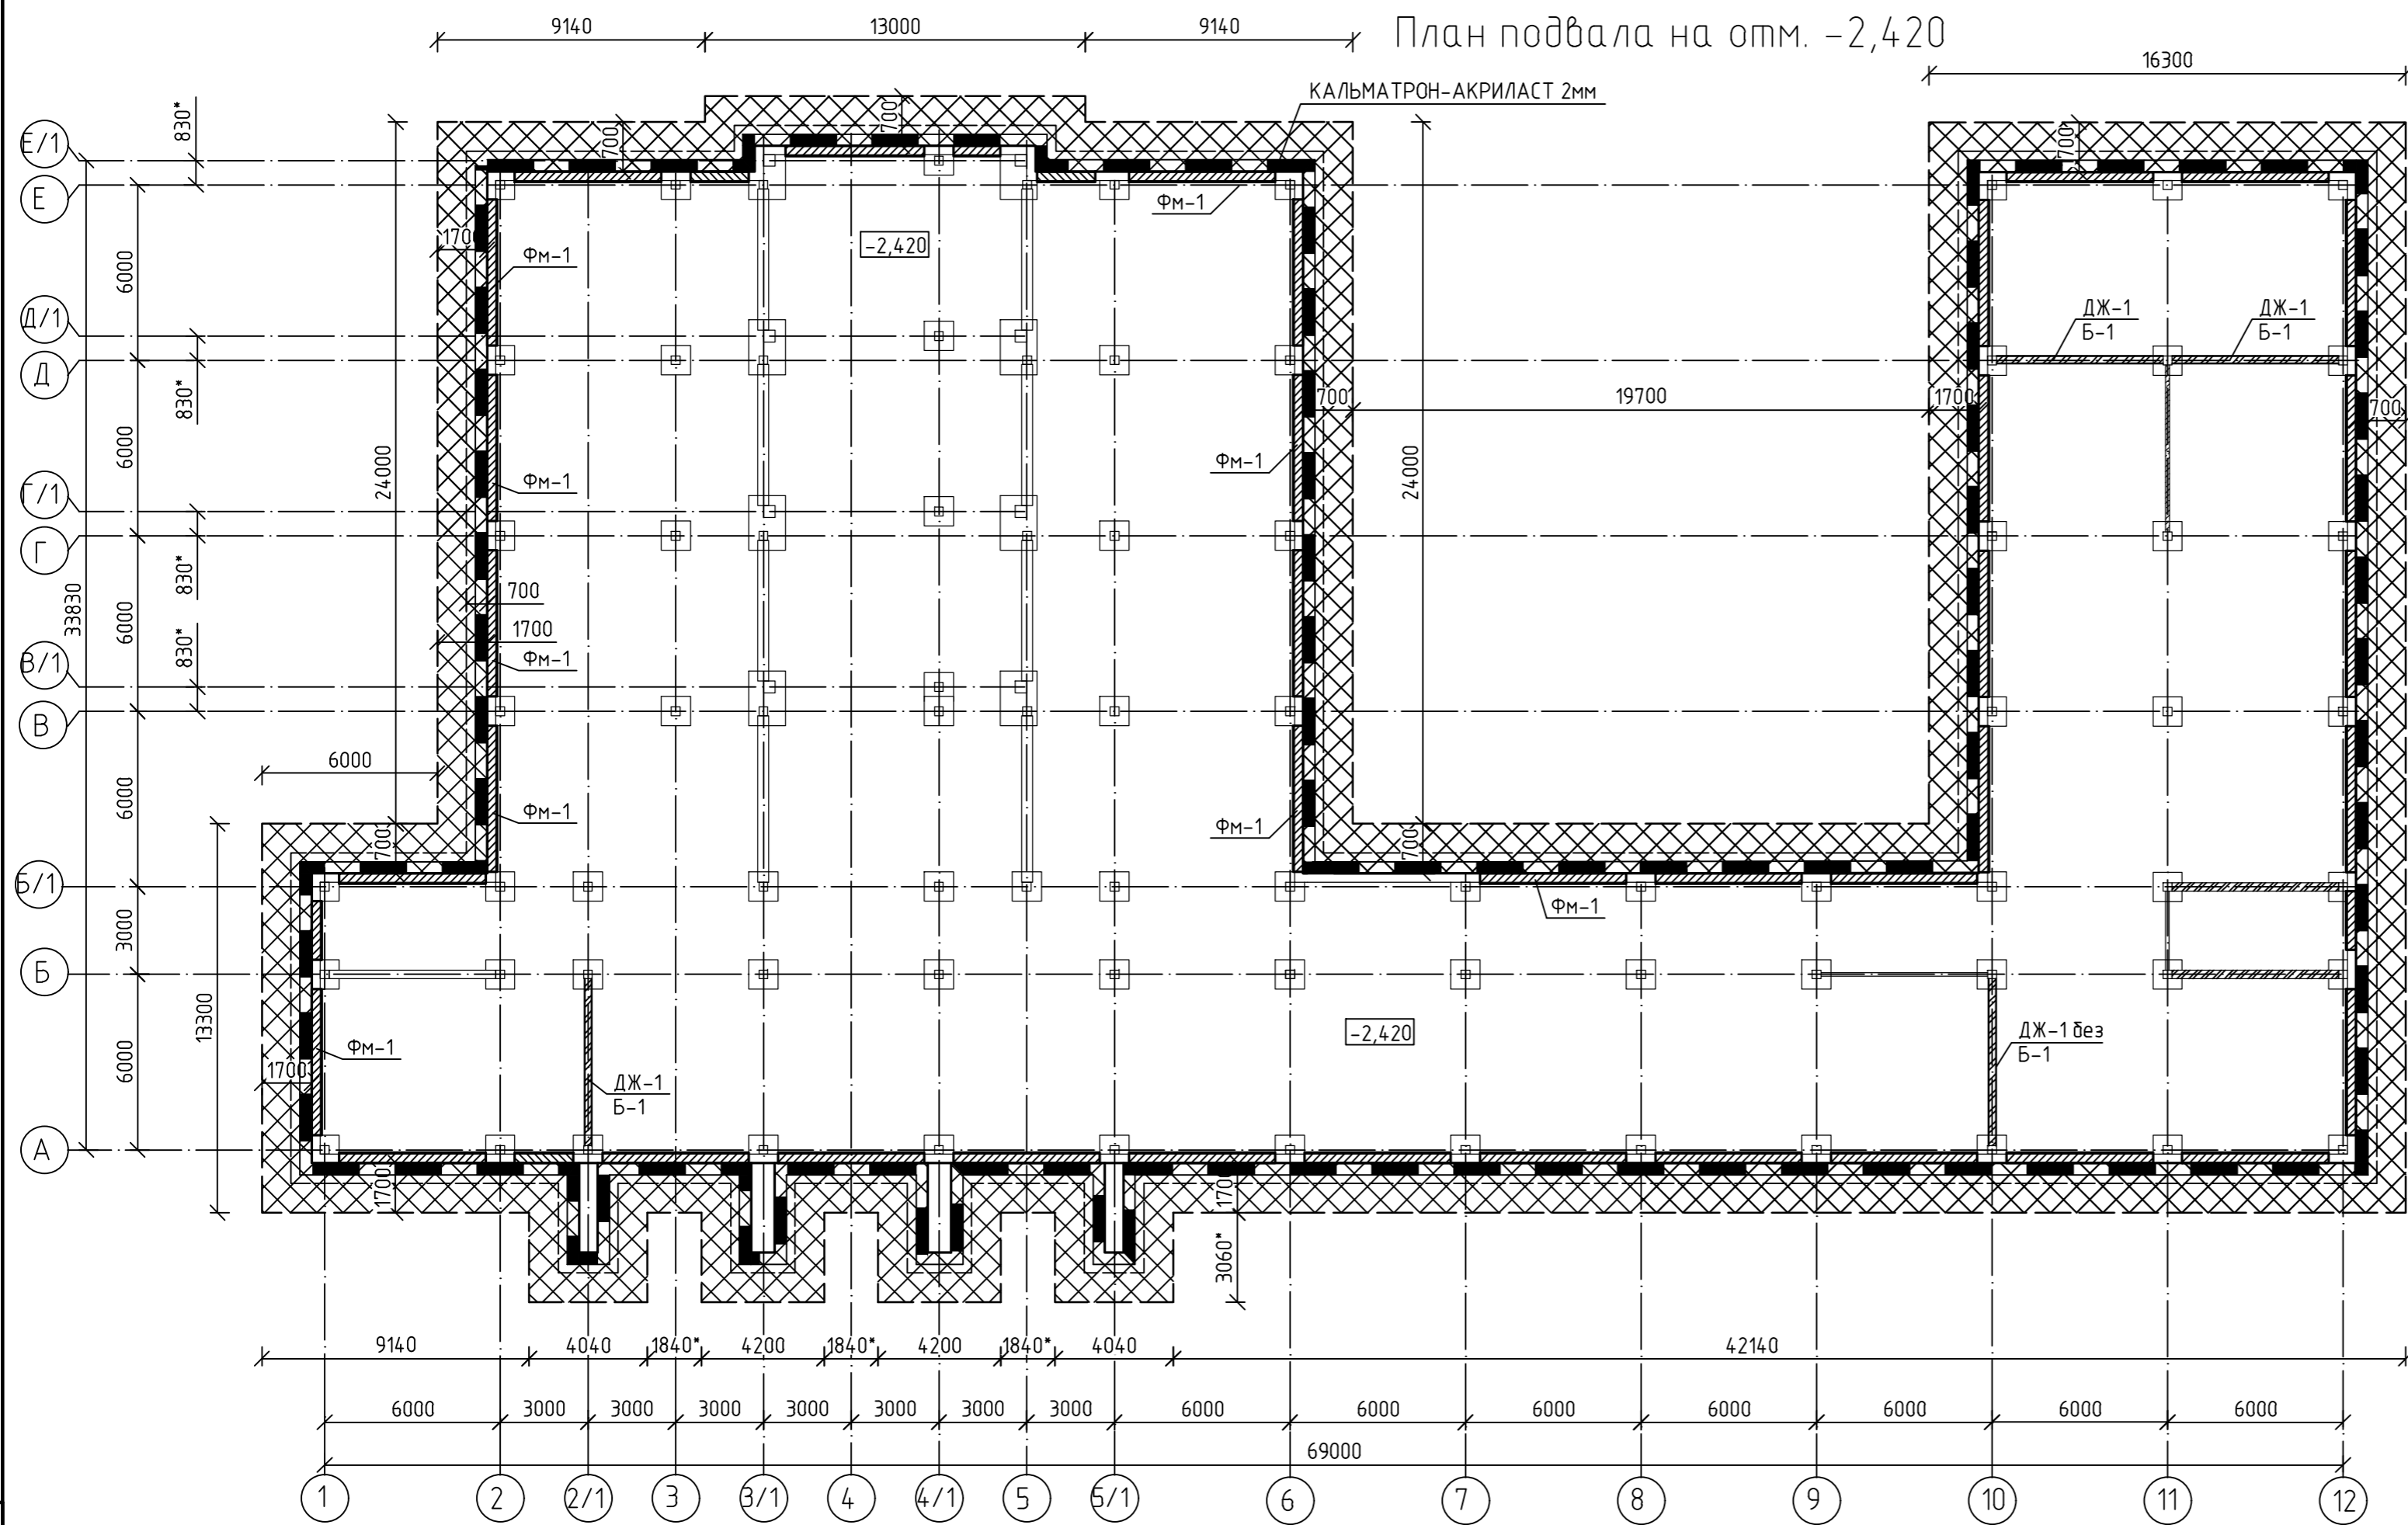 План подвала на отм. -2,420
9140
13000
9140
16300
КАЛЬМАТРОН-АКРИЛАСТ 2мм
830*
700
700
700
Е/1
Е
Фм-1
1700
-2,420
Фм-1
6000
Д/1
ДЖ-1
Б-1
ДЖ-1
Б-1
Д
830*
700
19700
1700
700
6000
24000
24000
Фм-1
Фм-1
Г/1
Г
830*
700
33830
6000
1700
Фм-1
830*
В/1
В
6000
6000
Фм-1
Фм-1
700
700
Б/1
Фм-1
3000
Б
13300
6000
-2,420
ДЖ-1 без
Б-1
Фм-1
1700
ДЖ-1
Б-1
А
1700
1700
3060*
9140
4040
1840*
4200
1840*
4200
1840*
4040
42140
6000
3000
3000
3000
3000
3000
3000
3000
6000
6000
6000
6000
6000
6000
6000
69000
1
2
2/1
3
3/1
4
4/1
5
5/1
6
7
8
9
10
11
12